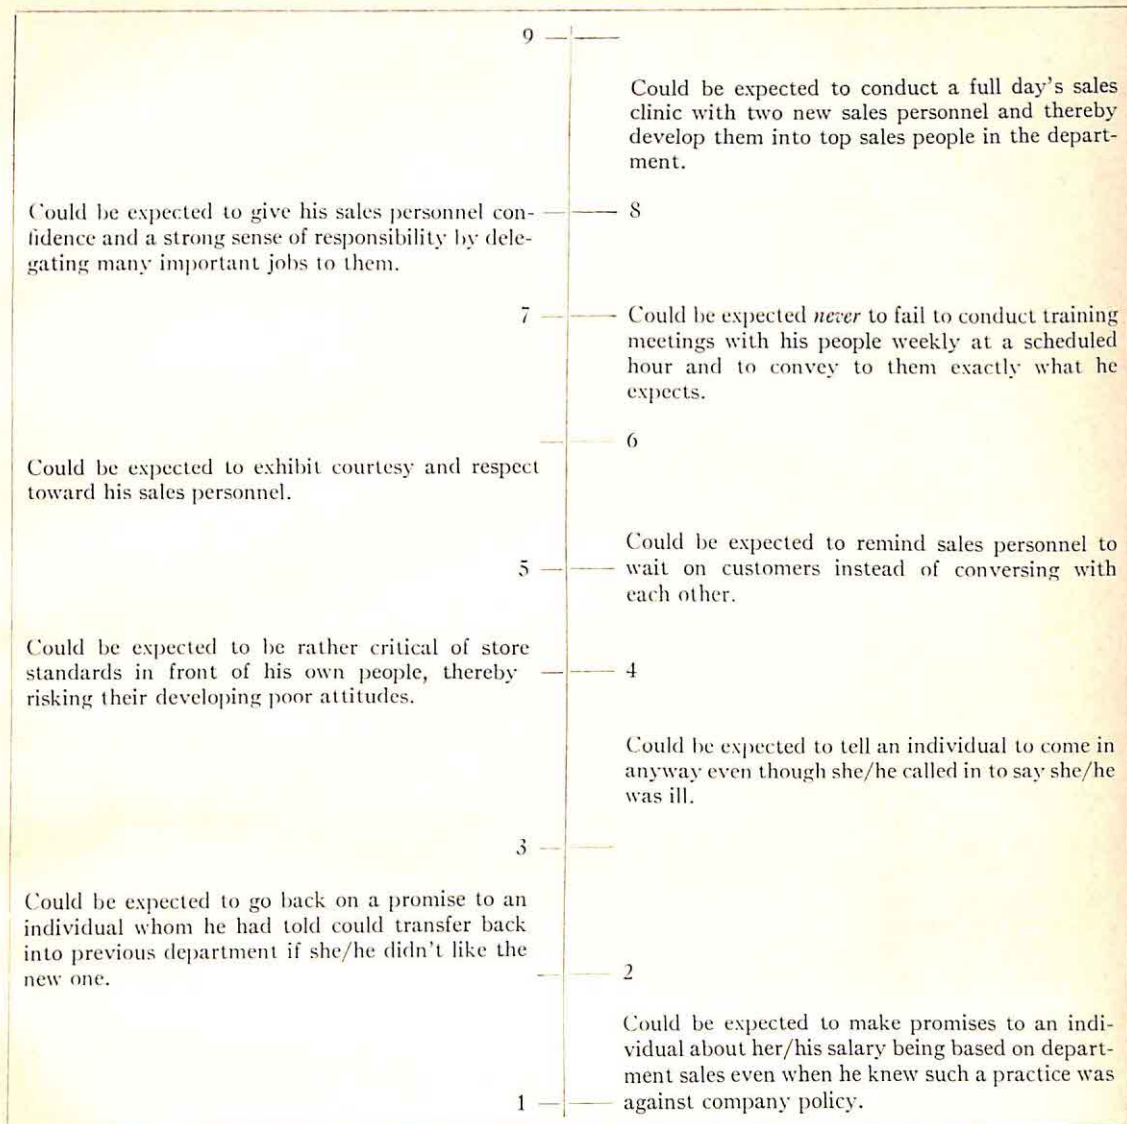 9
Could be expected to conduct a full day's sales
clinic with two new sales personnel and thereby
develop them into top sales people in the depart-
ment.
Could be expected to give his sales personnel con-
fidence and a strong sense of responsibility by dele-
gating many important jobs to them.
8
7
Could be expected never to fail to conduct training
meetings with his people weekly at a scheduled
hour and to convey to them exactly what he
expects.
6
Could be expected to exhibit courtesy and respect
toward his sales personnel.
Could be expected to remind sales personnel to
wait on customers instead of conversing with
each other.
5
Could be expected to be rather critical of store
standards in front of his own people, thereby
risking their developing poor attitudes.
4
Could be expected to tell an individual to come in
anyway even though she/he called in to say she/he
was ill.
3
Could be expected to go back on a promise to an
individual whom he had told could transfer back
into previous department if she/he didn't like the
new one.
2
Could be expected to make promises to an indi-
vidual about her/his salary being based on depart-
ment sales even when he knew such a practice was
against company policy.
1